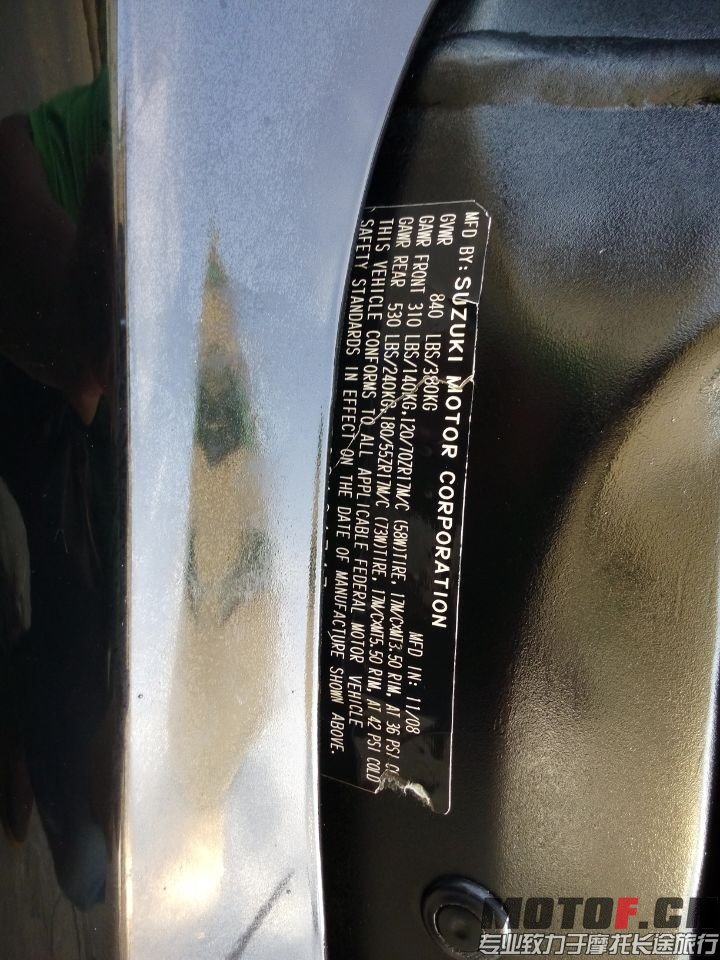 MFD BY: SUZUKI MOTOR CORPORATION
GVWR 840 LBS/380KG MFD IN: 11/08
GAWR FRONT 310 LBS/140KG,120/70ZR17M/C (58W)TIRE, 17M/CXMT3.50 RIM, AT 36 PSI
GAWR REAR 530 LBS/240KG,180/55ZR17M/C (73W)TIRE, 17M/CXMT5.50 RIM, AT 42 PSI COLD
THIS VEHICLE CONFORMS TO ALL APPLICABLE FEDERAL MOTOR VEHICLE
SAFETY STANDARDS IN EFFECT ON THE DATE OF MANUFACTURE SHOWN ABOVE.
MOTOF.CN
专业致力于摩托长途旅行